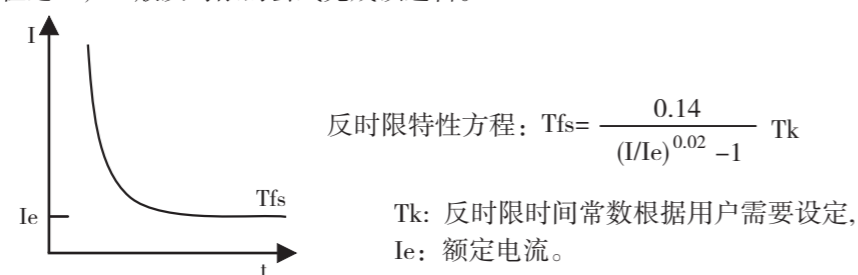 I
反时限特性方程：Tfs= 0.14 / (I/Ie)^0.02 –1 Tk
Tfs
Ie
Tk: 反时限时间常数根据用户需要设定,
Ie：额定电流。
t